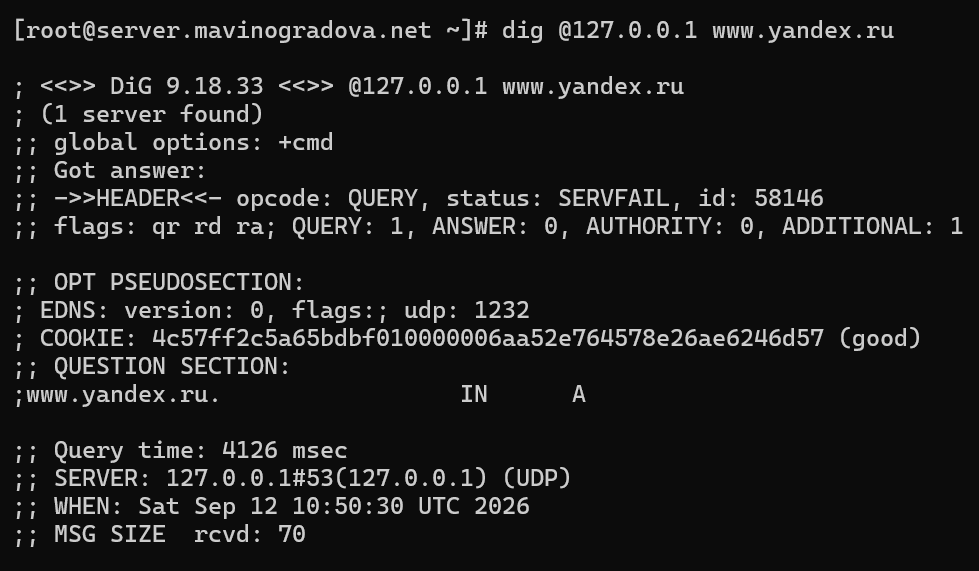 [root@server.mavinogradova.net ~]# dig @127.0.0.1 www.yandex.ru
; <<>> DiG 9.18.33 <<>> @127.0.0.1 www.yandex.ru
; (1 server found)
;; global options: +cmd
;; Got answer:
;; ->>HEADER<<- opcode: QUERY, status: SERVFAIL, id: 58146
;; flags: qr rd ra; QUERY: 1, ANSWER: 0, AUTHORITY: 0, ADDITIONAL: 1
;; OPT PSEUDOSECTION:
; EDNS: version: 0, flags:; udp: 1232
; COOKIE: 4c57ff2c5a65bdbf010000006aa52e764578e26ae6246d57 (good)
;; QUESTION SECTION:
;www.yandex.ru. IN A
;; Query time: 4126 msec
;; SERVER: 127.0.0.1#53(127.0.0.1) (UDP)
;; WHEN: Sat Sep 12 10:50:30 UTC 2026
;; MSG SIZE rcvd: 70